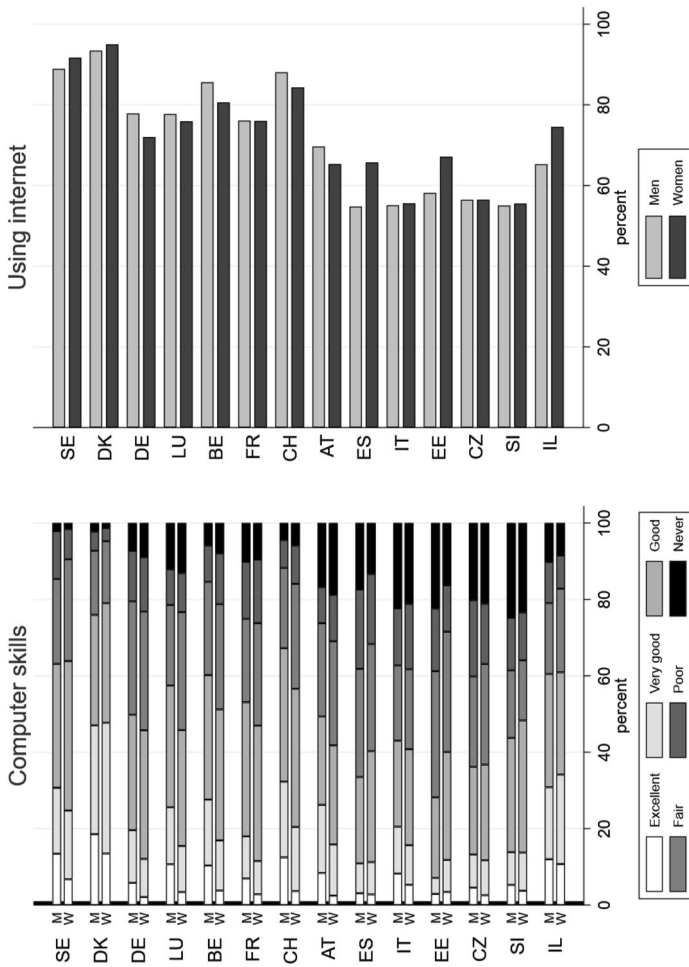 Computer skills
SE
M
W
DK
M
W
DE
M
W
LU
M
W
BE
M
W
FR
M
W
CH
M
W
AT
M
W
ES
M
W
IT
M
W
EE
M
W
CZ
M
W
SI
M
W
IL
M
W
0 20 40 60 80 100
percent
Excellent Very good Good
Fair Poor Never
Using internet
SE
DK
DE
LU
BE
FR
CH
AT
ES
IT
EE
CZ
SI
IL
0 20 40 60 80 100
percent
Men
Women